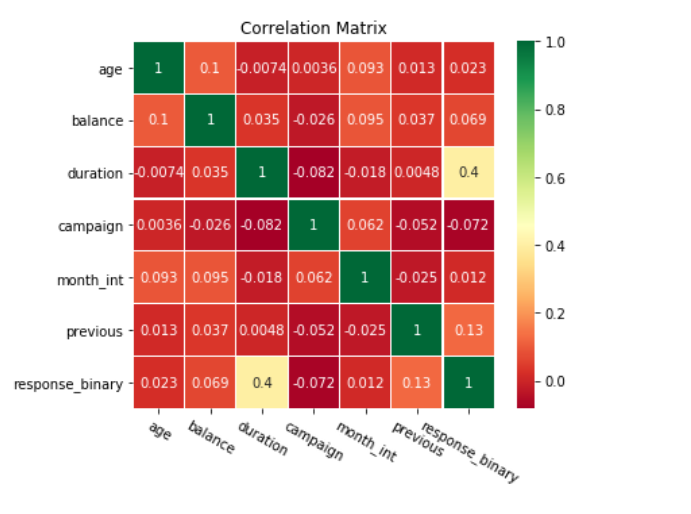 Correlation Matrix
age 1 0.1 -0.0074 0.0036 0.093 0.013 0.023
balance 0.1 1 0.035 -0.026 0.095 0.037 0.069
duration -0.0074 0.035 1 -0.082 -0.018 0.0048 0.4
campaign 0.0036 -0.026 -0.082 1 0.062 -0.052 -0.072
month_int 0.093 0.095 -0.018 0.062 1 -0.025 0.012
previous 0.013 0.037 0.0048 -0.052 -0.025 1 0.13
response_binary 0.023 0.069 0.4 -0.072 0.012 0.13 1
age balance duration campaign month_int previous response_binary
1.0
0.8
0.6
0.4
0.2
0.0